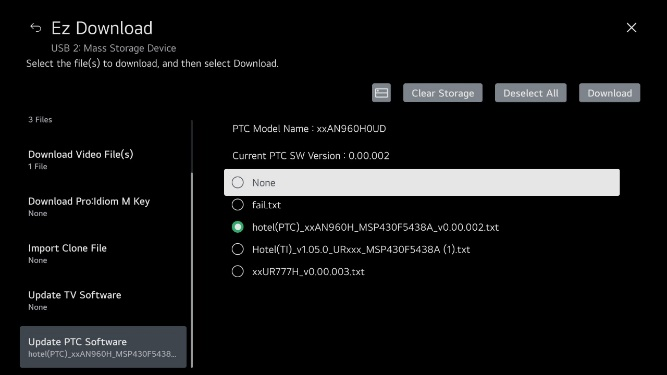 Ez Download
USB 2: Mass Storage Device
Select the file(s) to download, and then select Download.
Clear Storage
Deselect All
Download
3 Files
Download Video File(s)
1 File
Download Pro:Idiom M Key
None
Import Clone File
None
Update TV Software
None
Update PTC Software
hotel(PTC)_xxAN960H_MSP430F5438...
PTC Model Name : xxAN960H0UD
Current PTC SW Version : 0.00.002
None
fail.txt
hotel(PTC)_xxAN960H_MSP430F5438A_v0.00.002.txt
Hotel(TI)_v1.05.0_URxxx_MSP430F5438A (1).txt
xxUR777H_v0.00.003.txt